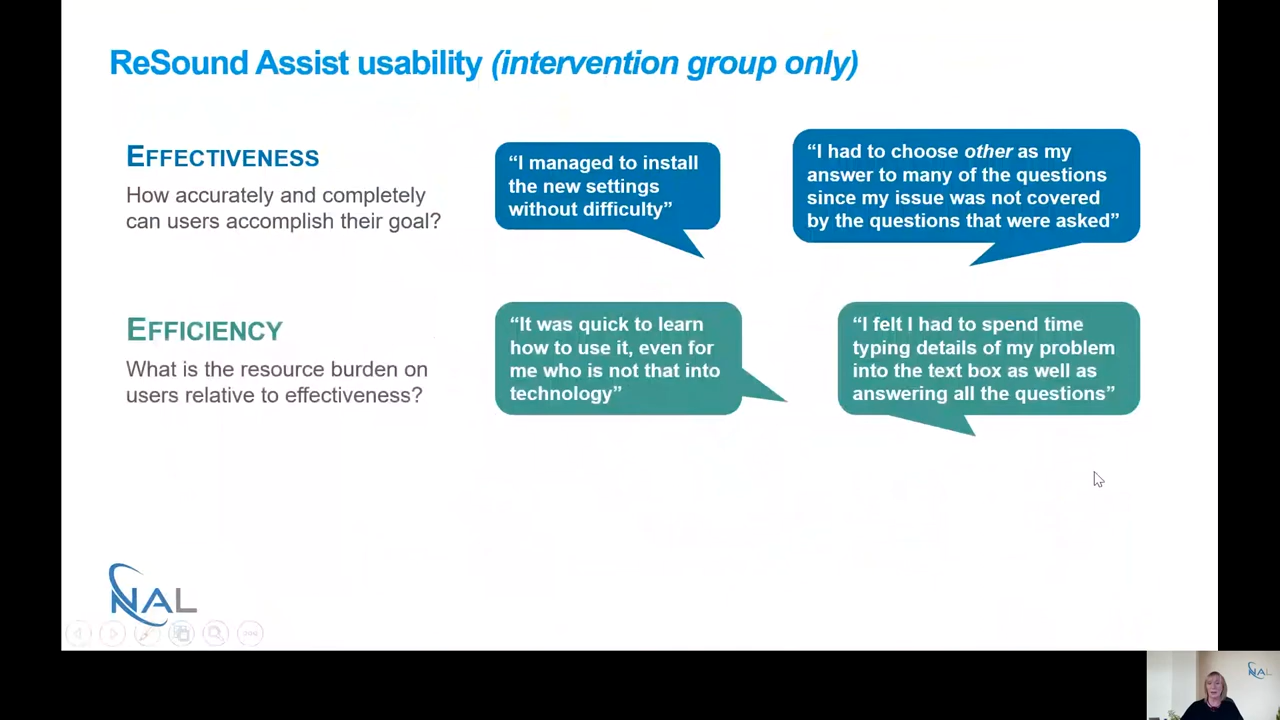 ReSound Assist usability (intervention group only)
EFFECTIVENESS
How accurately and completely
can users accomplish their goal?
“I managed to install
the new settings
without difficulty”
“I had to choose other as my
answer to many of the questions
since my issue was not covered
by the questions that were asked”
EFFICIENCY
What is the resource burden on
users relative to effectiveness?
“It was quick to learn
how to use it, even for
me who is not that into
technology”
“I felt I had to spend time
typing details of my problem
into the text box as well as
answering all the questions”
NAL
NAL